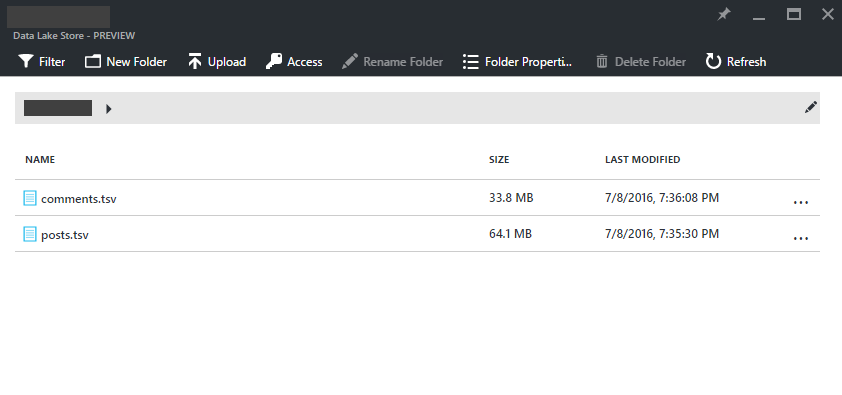 Data Lake Store - PREVIEW
Filter New Folder Upload Access Rename Folder Folder Properti... Delete Folder Refresh
NAME SIZE LAST MODIFIED
comments.tsv 33.8 MB 7/8/2016, 7:36:08 PM ...
posts.tsv 64.1 MB 7/8/2016, 7:35:30 PM ...